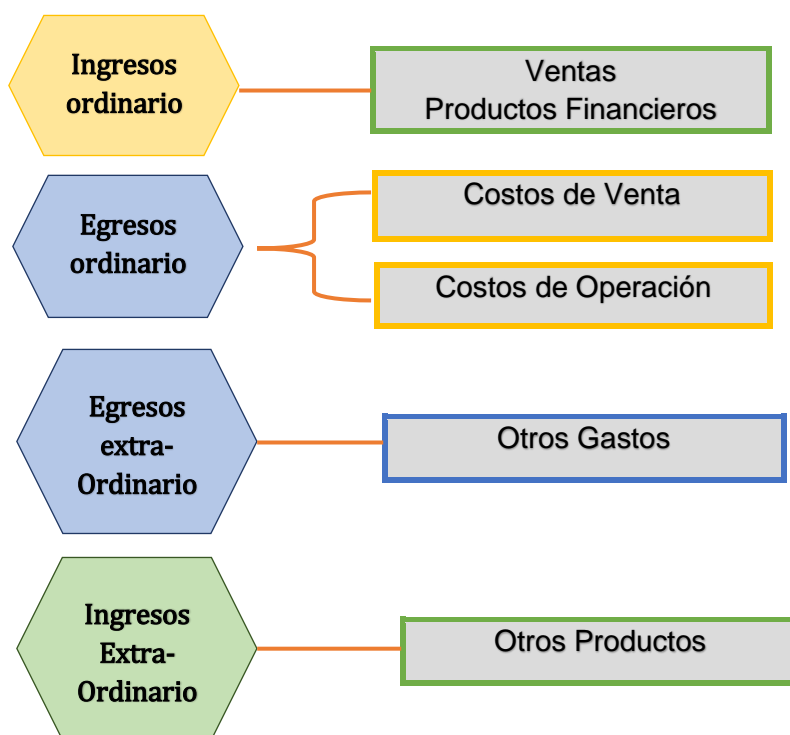 Ingresos
ordinario
Ventas
Productos Financieros
Egresos
ordinario
Costos de Venta
Costos de Operación
Egresos
extra-
Ordinario
Otros Gastos
Ingresos
Extra-
Ordinario
Otros Productos